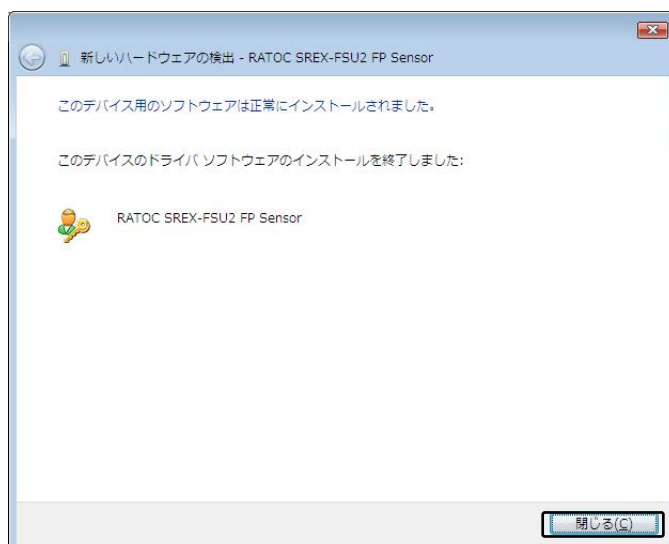 新しいハードウェアの検出 - RATOC SREX-FSU2 FP Sensor
このデバイス用のソフトウェアは正常にインストールされました。
このデバイスのドライバ ソフトウェアのインストールを終了しました:
RATOC SREX-FSU2 FP Sensor
閉じる(C)